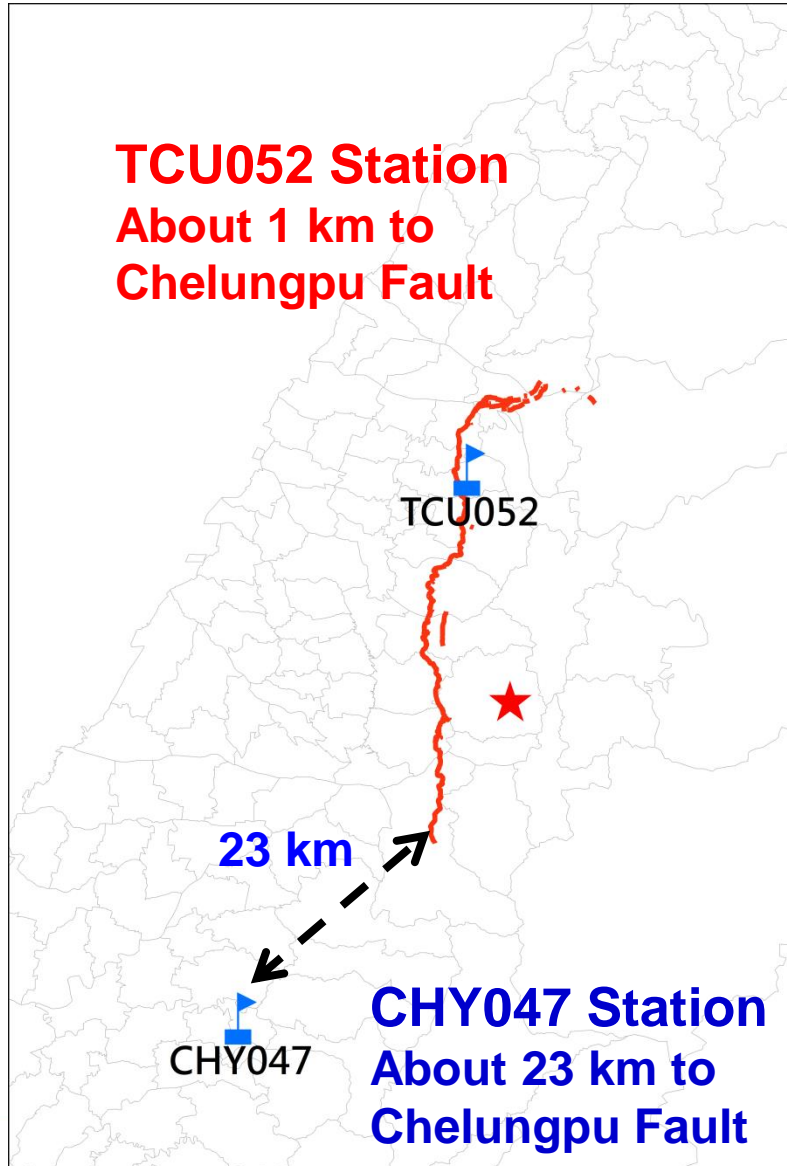 TCU052 Station
About 1 km to
Chelungpu Fault
TCU052
23 km
CHY047
CHY047 Station
About 23 km to
Chelungpu Fault